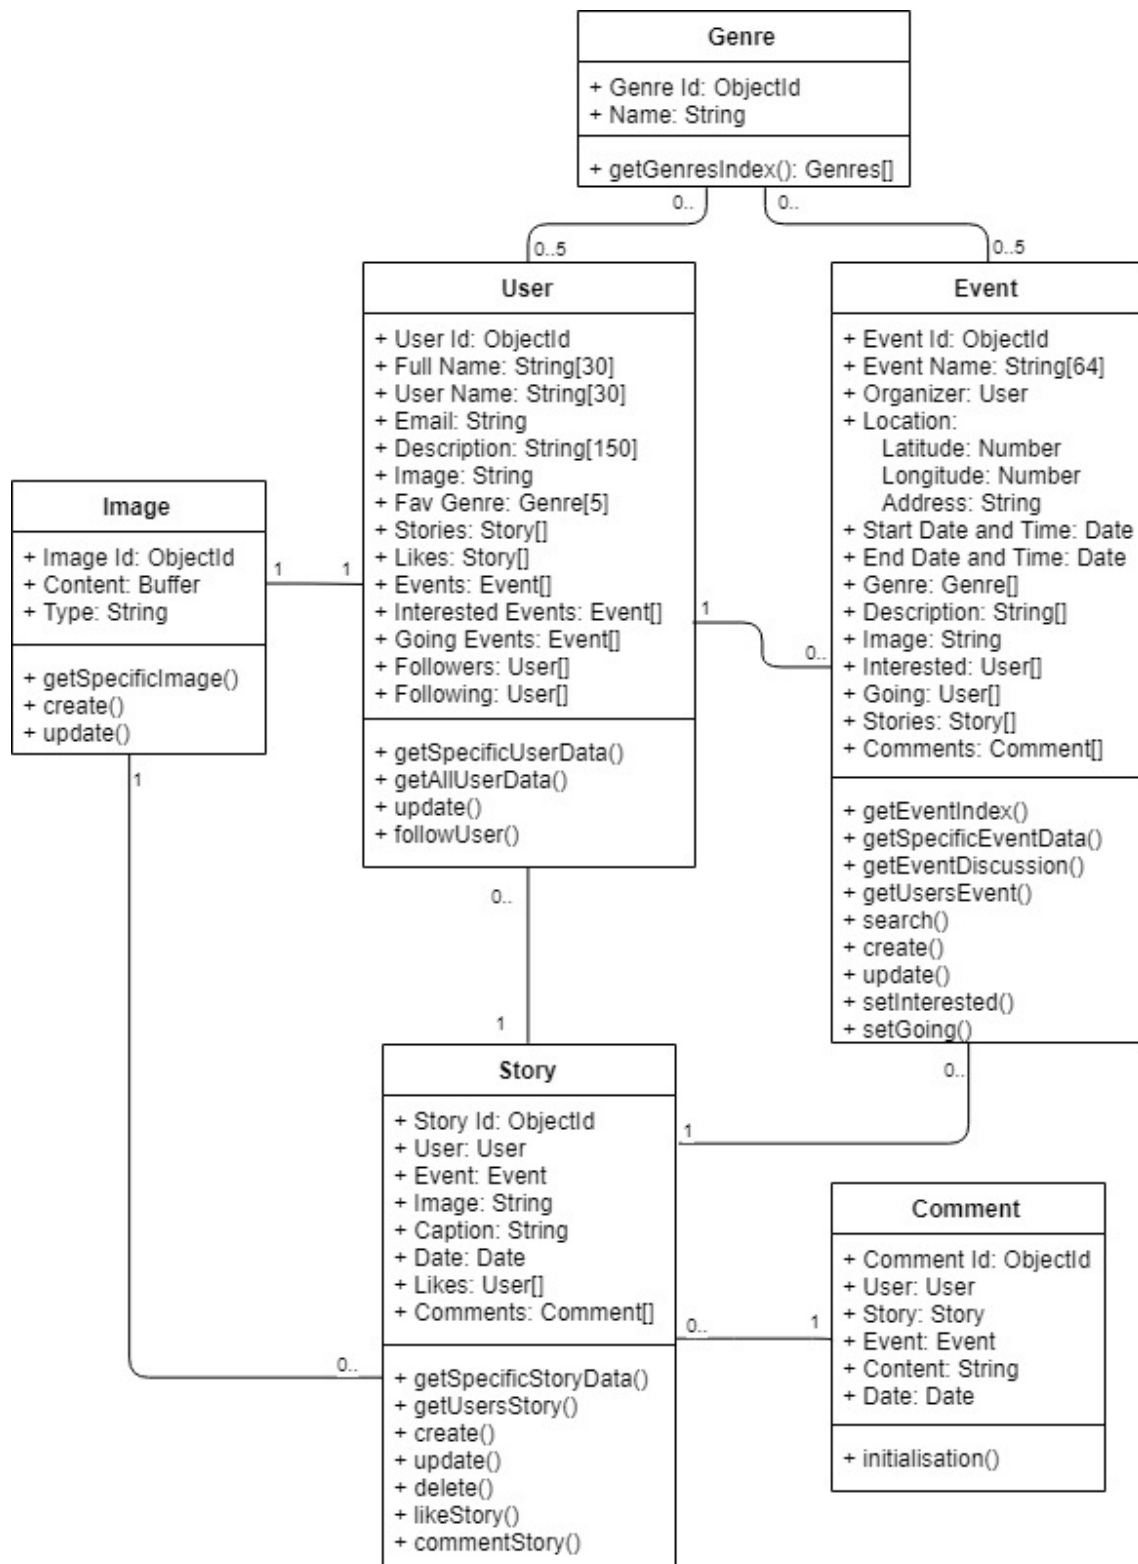 Genre
+ Genre Id: ObjectId
+ Name: String
+ getGenresIndex(): Genres[]
0..
0..
0..5
0..5
User
+ User Id: ObjectId
+ Full Name: String[30]
+ User Name: String[30]
+ Email: String
+ Description: String[150]
+ Image: String
+ Fav Genre: Genre[5]
+ Stories: Story[]
+ Likes: Story[]
+ Events: Event[]
+ Interested Events: Event[]
+ Going Events: Event[]
+ Followers: User[]
+ Following: User[]
+ getSpecificUserData()
+ getAllUserData()
+ update()
+ followUser()
Event
+ Event Id: ObjectId
+ Event Name: String[64]
+ Organizer: User
+ Location:
Latitude: Number
Longitude: Number
Address: String
+ Start Date and Time: Date
+ End Date and Time: Date
+ Genre: Genre[]
+ Description: String[]
+ Image: String
+ Interested: User[]
+ Going: User[]
+ Stories: Story[]
+ Comments: Comment[]
+ getEventIndex()
+ getSpecificEventData()
+ getEventDiscussion()
+ getUsersEvent()
+ search()
+ create()
+ update()
+ setInterested()
+ setGoing()
Image
+ Image Id: ObjectId
+ Content: Buffer
+ Type: String
+ getSpecificImage()
+ create()
+ update()
1
1
1
0..
1
0..
1
0..
1
Story
+ Story Id: ObjectId
+ User: User
+ Event: Event
+ Image: String
+ Caption: String
+ Date: Date
+ Likes: User[]
+ Comments: Comment[]
+ getSpecificStoryData()
+ getUsersStory()
+ create()
+ update()
+ delete()
+ likeStory()
+ commentStory()
0..
0..
1
Comment
+ Comment Id: ObjectId
+ User: User
+ Story: Story
+ Event: Event
+ Content: String
+ Date: Date
+ initialisation()